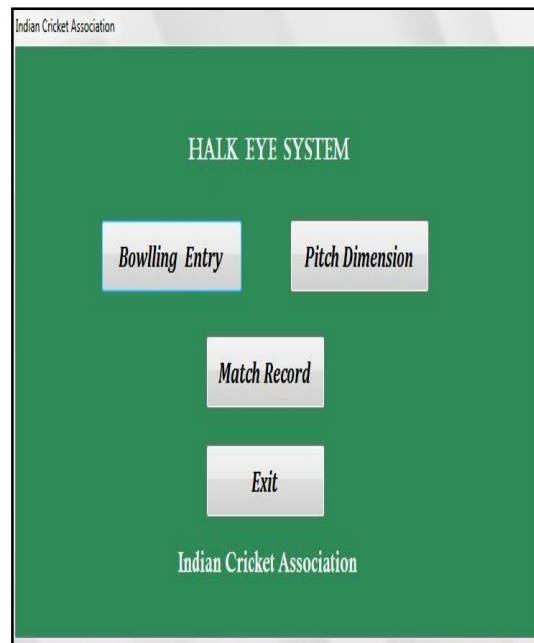 Indian Cricket Association
HALK EYE SYSTEM
Bowlling Entry
Pitch Dimension
Match Record
Exit
Indian Cricket Association